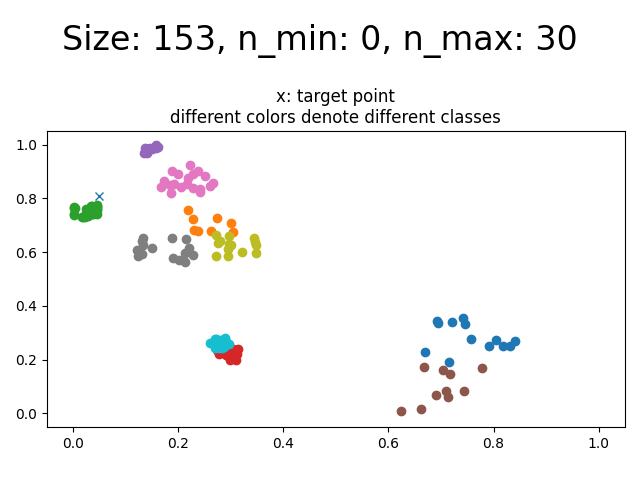 Size: 153, n_min: 0, n_max: 30
x: target point
different colors denote different classes
1.0
0.8
0.6
0.4
0.2
0.0
0.0 0.2 0.4 0.6 0.8 1.0